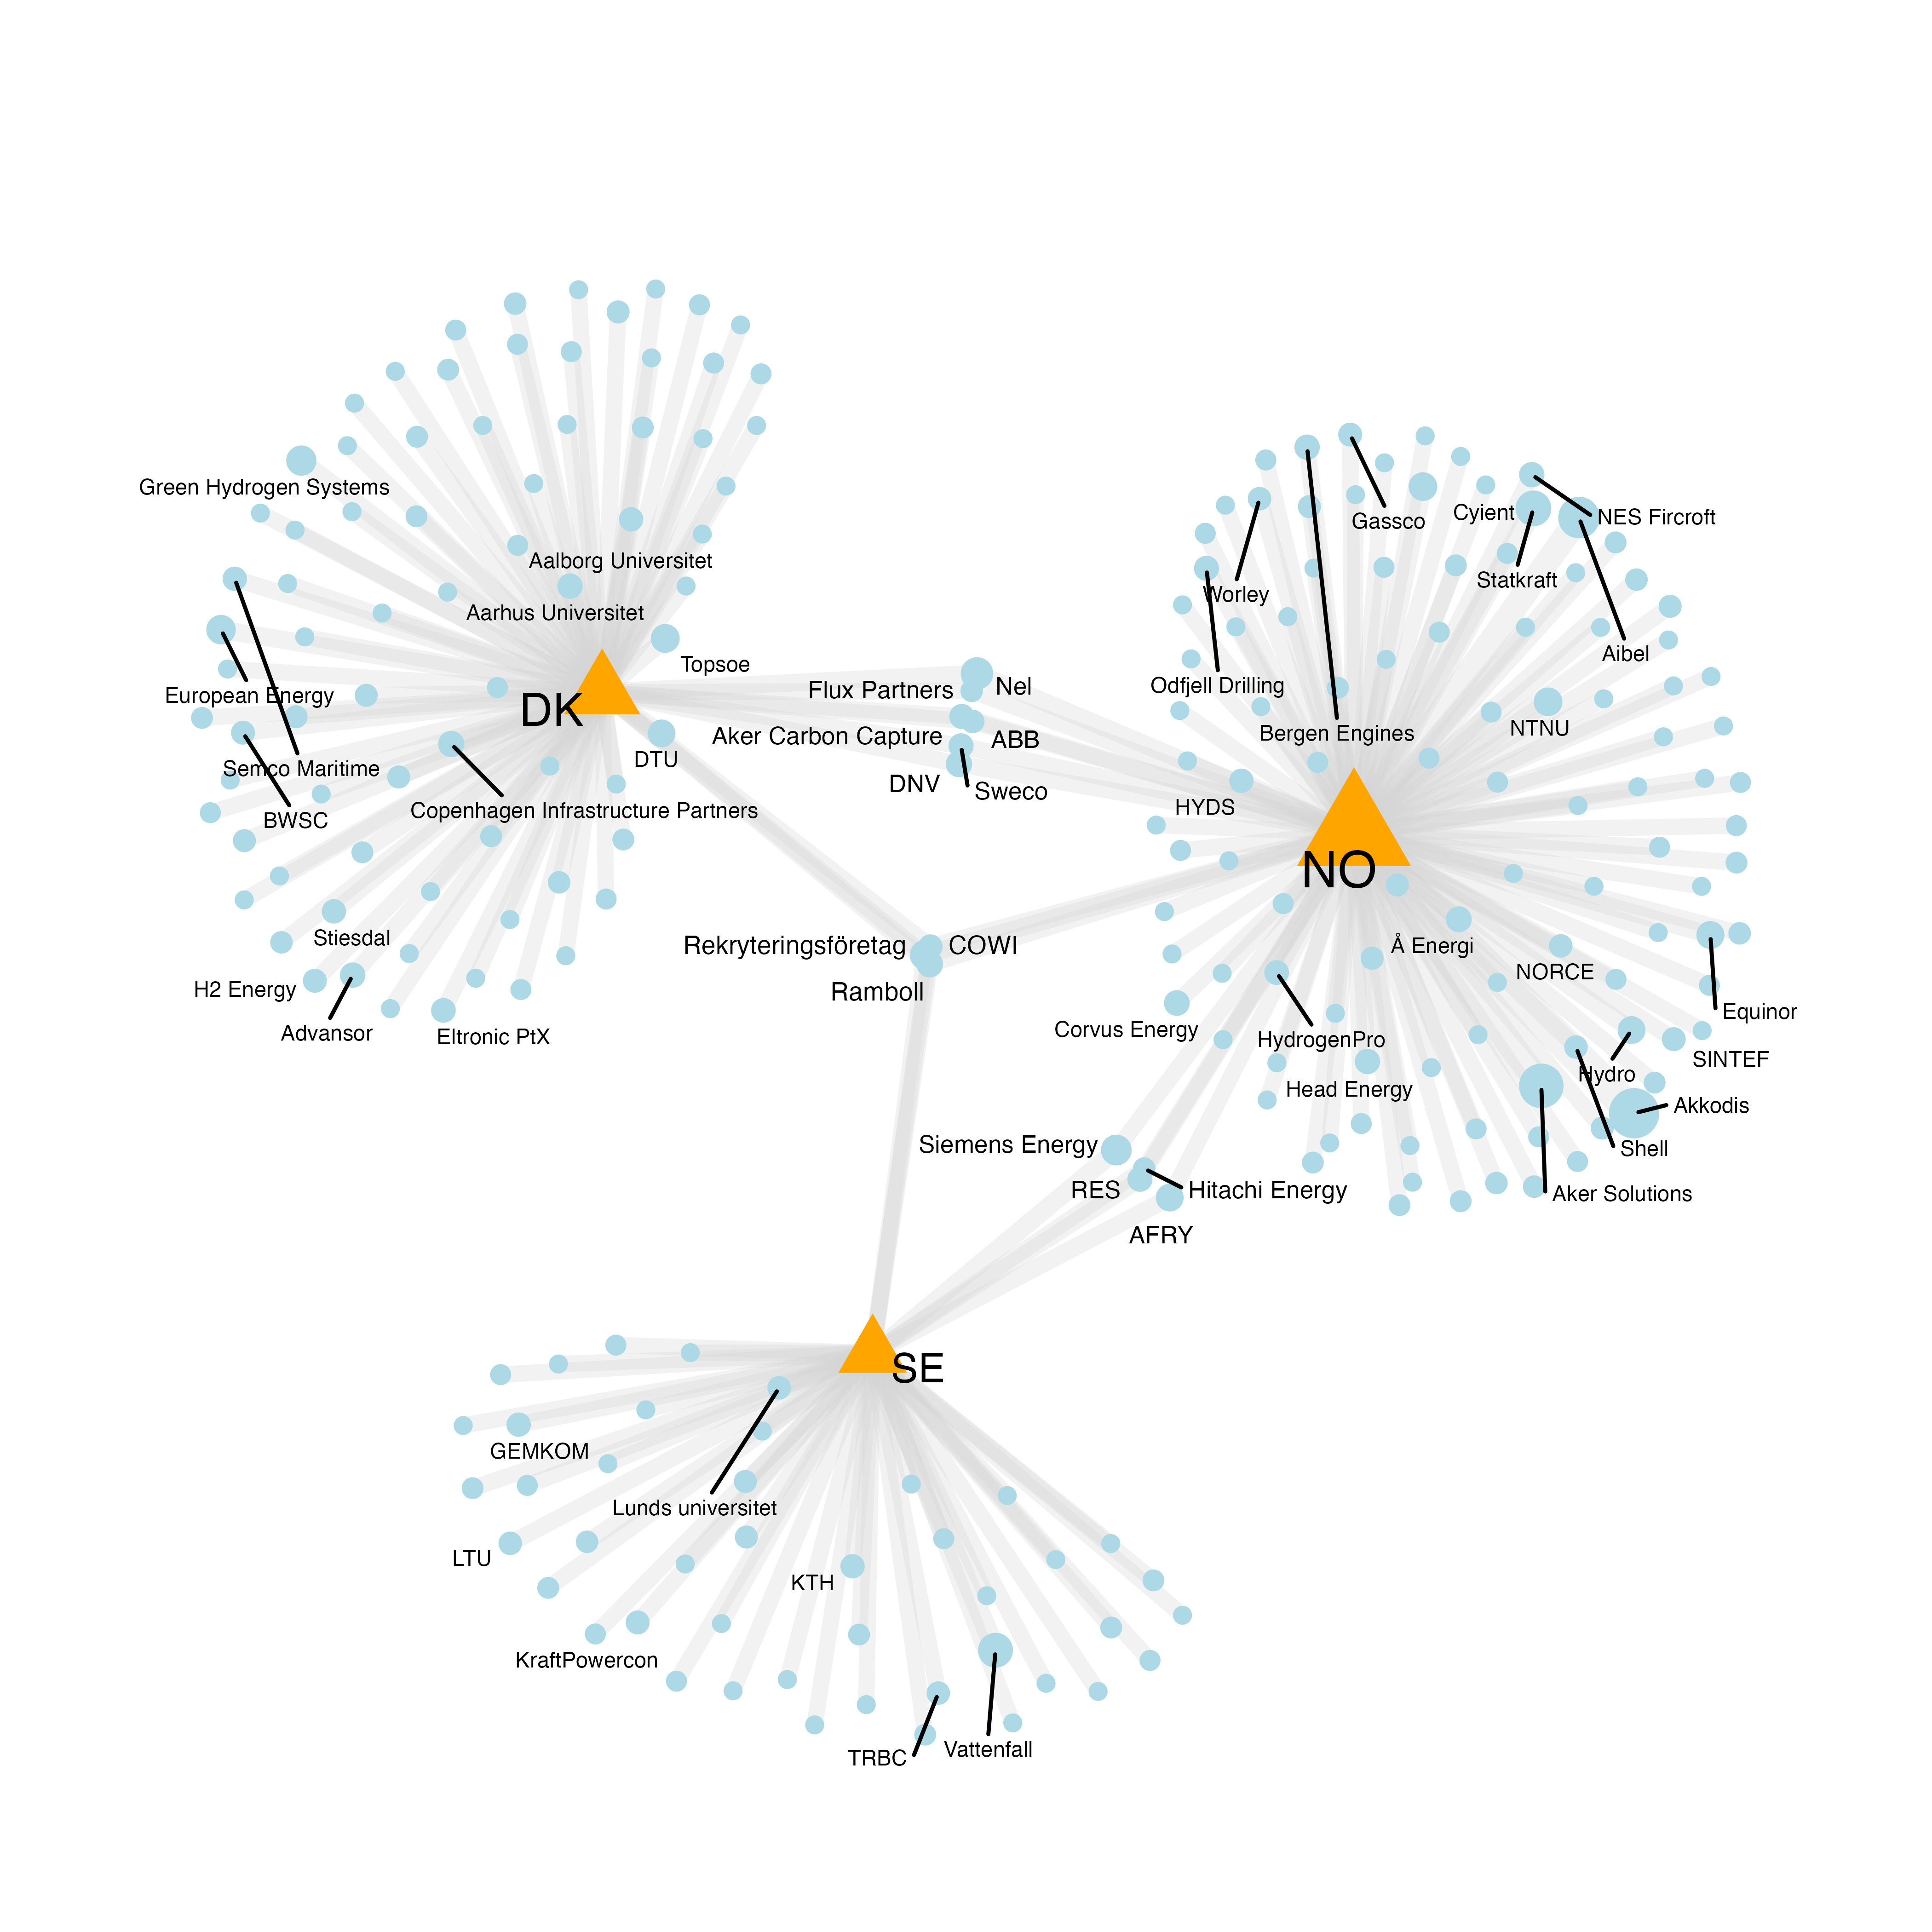 Green Hydrogen Systems
Aalborg Universitet
Aarhus Universitet
Topsoe
European Energy
DK
DTU
Semco Maritime
Copenhagen Infrastructure Partners
BWSC
Stiesdal
H2 Energy
Advansor
Eltronic PtX
Flux Partners
Nel
Aker Carbon Capture
ABB
DNV
Sweco
Rekryteringsföretag
COWI
Ramboll
Gassco
Cyient
NES Fircroft
Statkraft
Worley
Aibel
Odfjell Drilling
NTNU
Bergen Engines
HYDS
NO
Å Energi
NORCE
Equinor
Corvus Energy
HydrogenPro
SINTEF
Hydro
Head Energy
Akkodis
Shell
Aker Solutions
Siemens Energy
RES
Hitachi Energy
AFRY
SE
GEMKOM
Lunds universitet
LTU
KTH
KraftPowercon
TRBC
Vattenfall